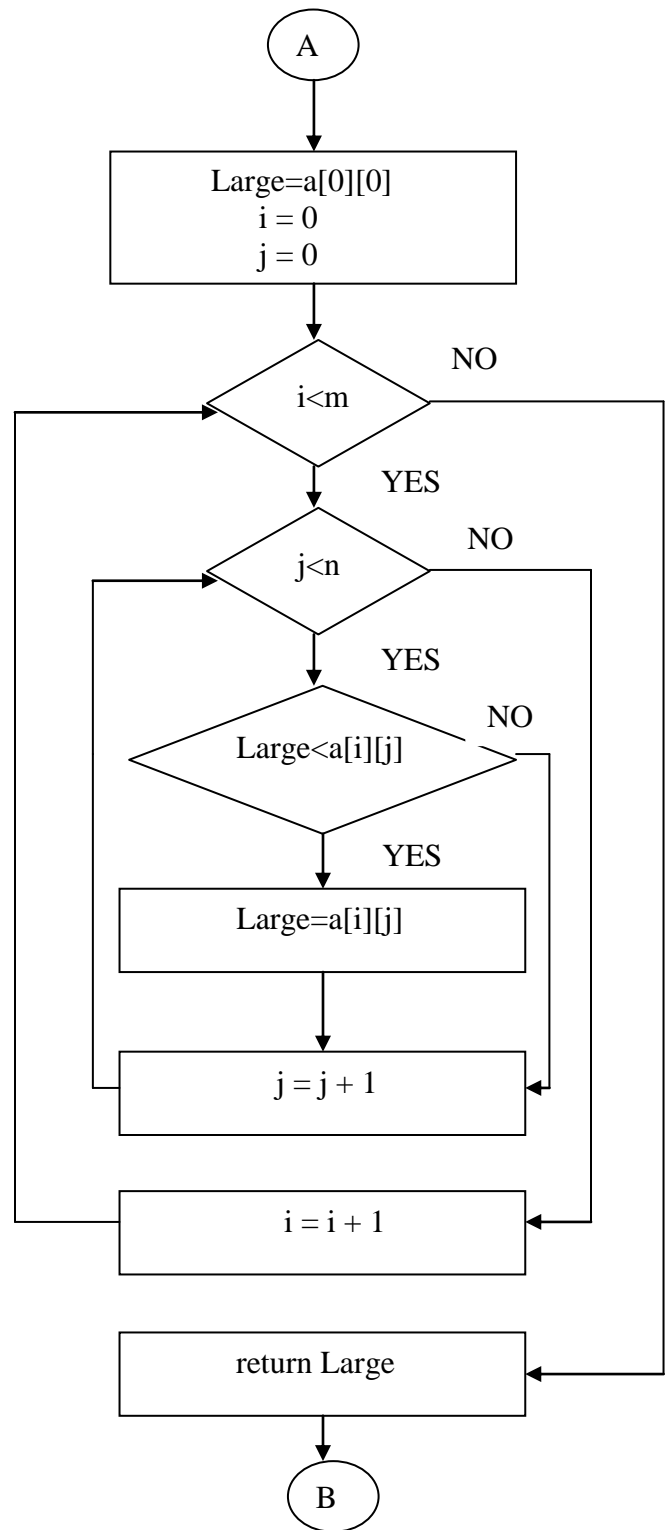 A
Large=a[0][0]
i = 0
j = 0
NO
i<m
YES
NO
j<n
YES
NO
Large<a[i][j]
YES
Large=a[i][j]
j = j + 1
i = i + 1
return Large
B